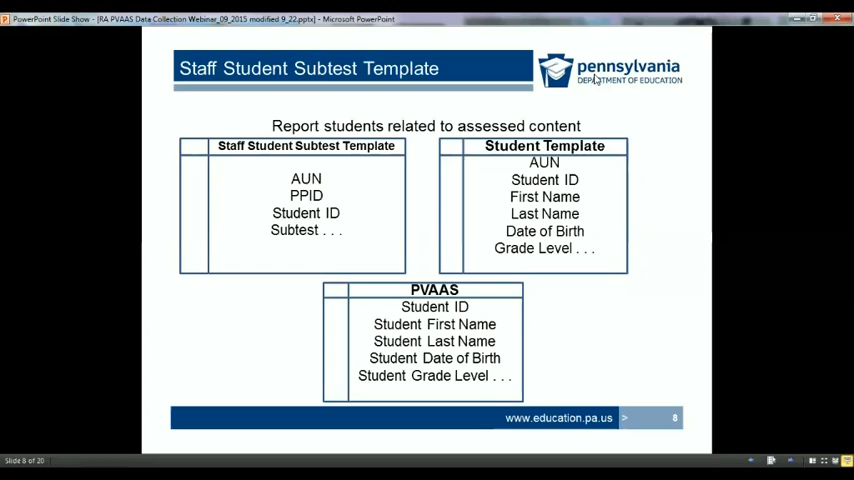 PowerPoint Slide Show - [RA PVAAS Data Collection Webinar_09_2015 modified 9_22.pptx] - Microsoft PowerPoint
Staff Student Subtest Template
pennsylvania
DEPARTMENT OF EDUCATION
Report students related to assessed content
Staff Student Subtest Template
AUN
PPID
Student ID
Subtest . . .
Student Template
AUN
Student ID
First Name
Last Name
Date of Birth
Grade Level . . .
PVAAS
Student ID
Student First Name
Student Last Name
Student Date of Birth
Student Grade Level . . .
www.education.pa.us > 8
Slide 8 of 20